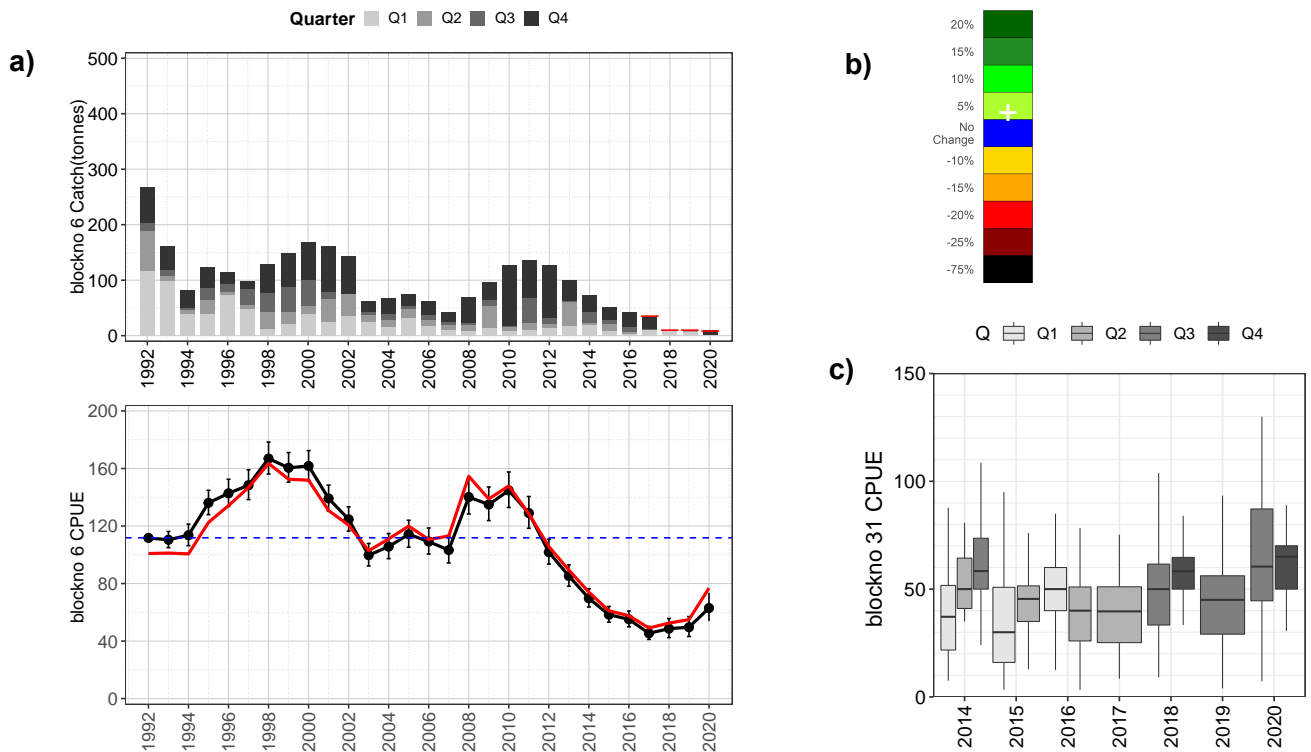 Quarter Q1 Q2 Q3 Q4
a)
500
400
300
200
100
0
blockno 6 Catch(tonnes)
1992 1994 1996 1998 2000 2002 2004 2006 2008 2010 2012 2014 2016 2018 2020
200
160
120
80
40
0
blockno 6 CPUE
1992 1994 1996 1998 2000 2002 2004 2006 2008 2010 2012 2014 2016 2018 2020
b)
20%
15%
10%
5%
No
Change
-10%
-15%
-20%
-25%
-75%
Q Q1 Q2 Q3 Q4
c)
150
100
50
0
blockno 31 CPUE
2014 2015 2016 2017 2018 2019 2020